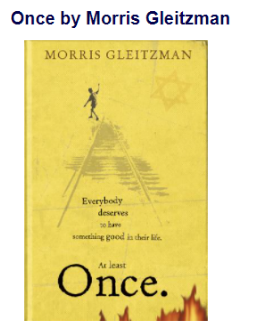 Once by Morris Gleitzman
MORRIS GLEITZMAN
Everybody
deserves
to have
something good in their life.
At least
Once.